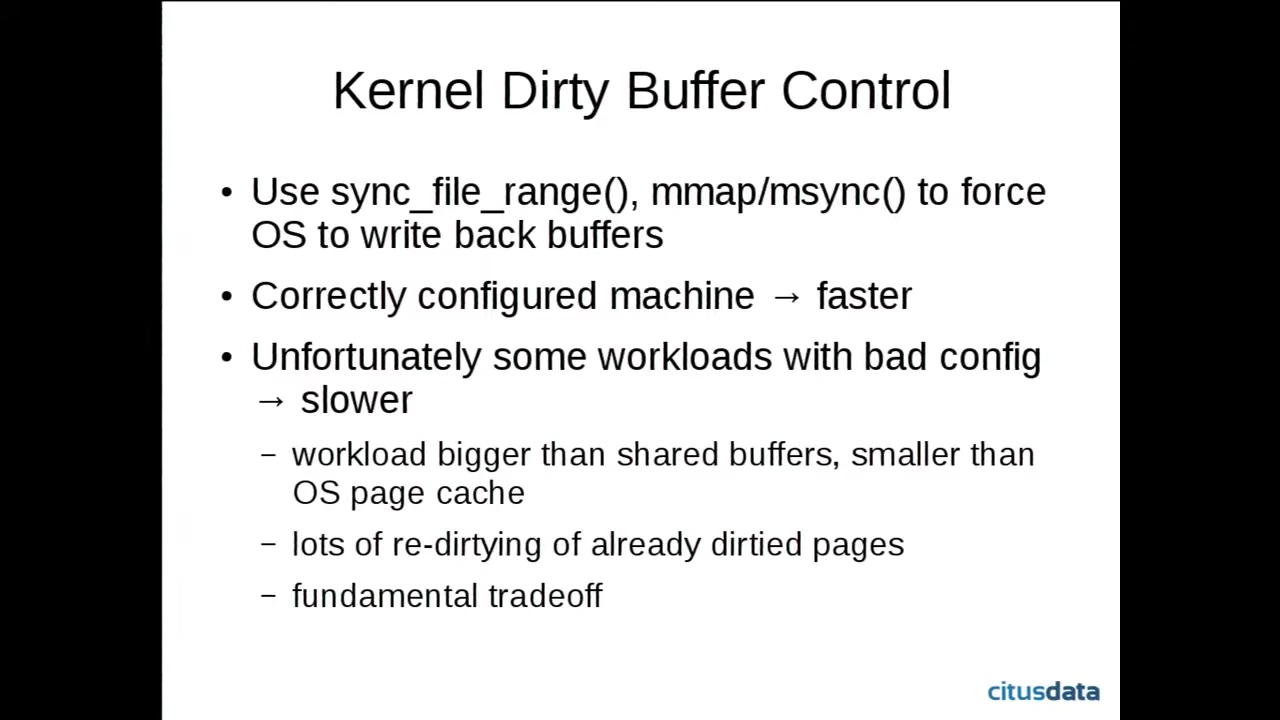 Kernel Dirty Buffer Control
• Use sync_file_range(), mmap/msync() to force
OS to write back buffers
• Correctly configured machine → faster
• Unfortunately some workloads with bad config
→ slower
– workload bigger than shared buffers, smaller than
OS page cache
– lots of re-dirtying of already dirtied pages
– fundamental tradeoff
citusdata